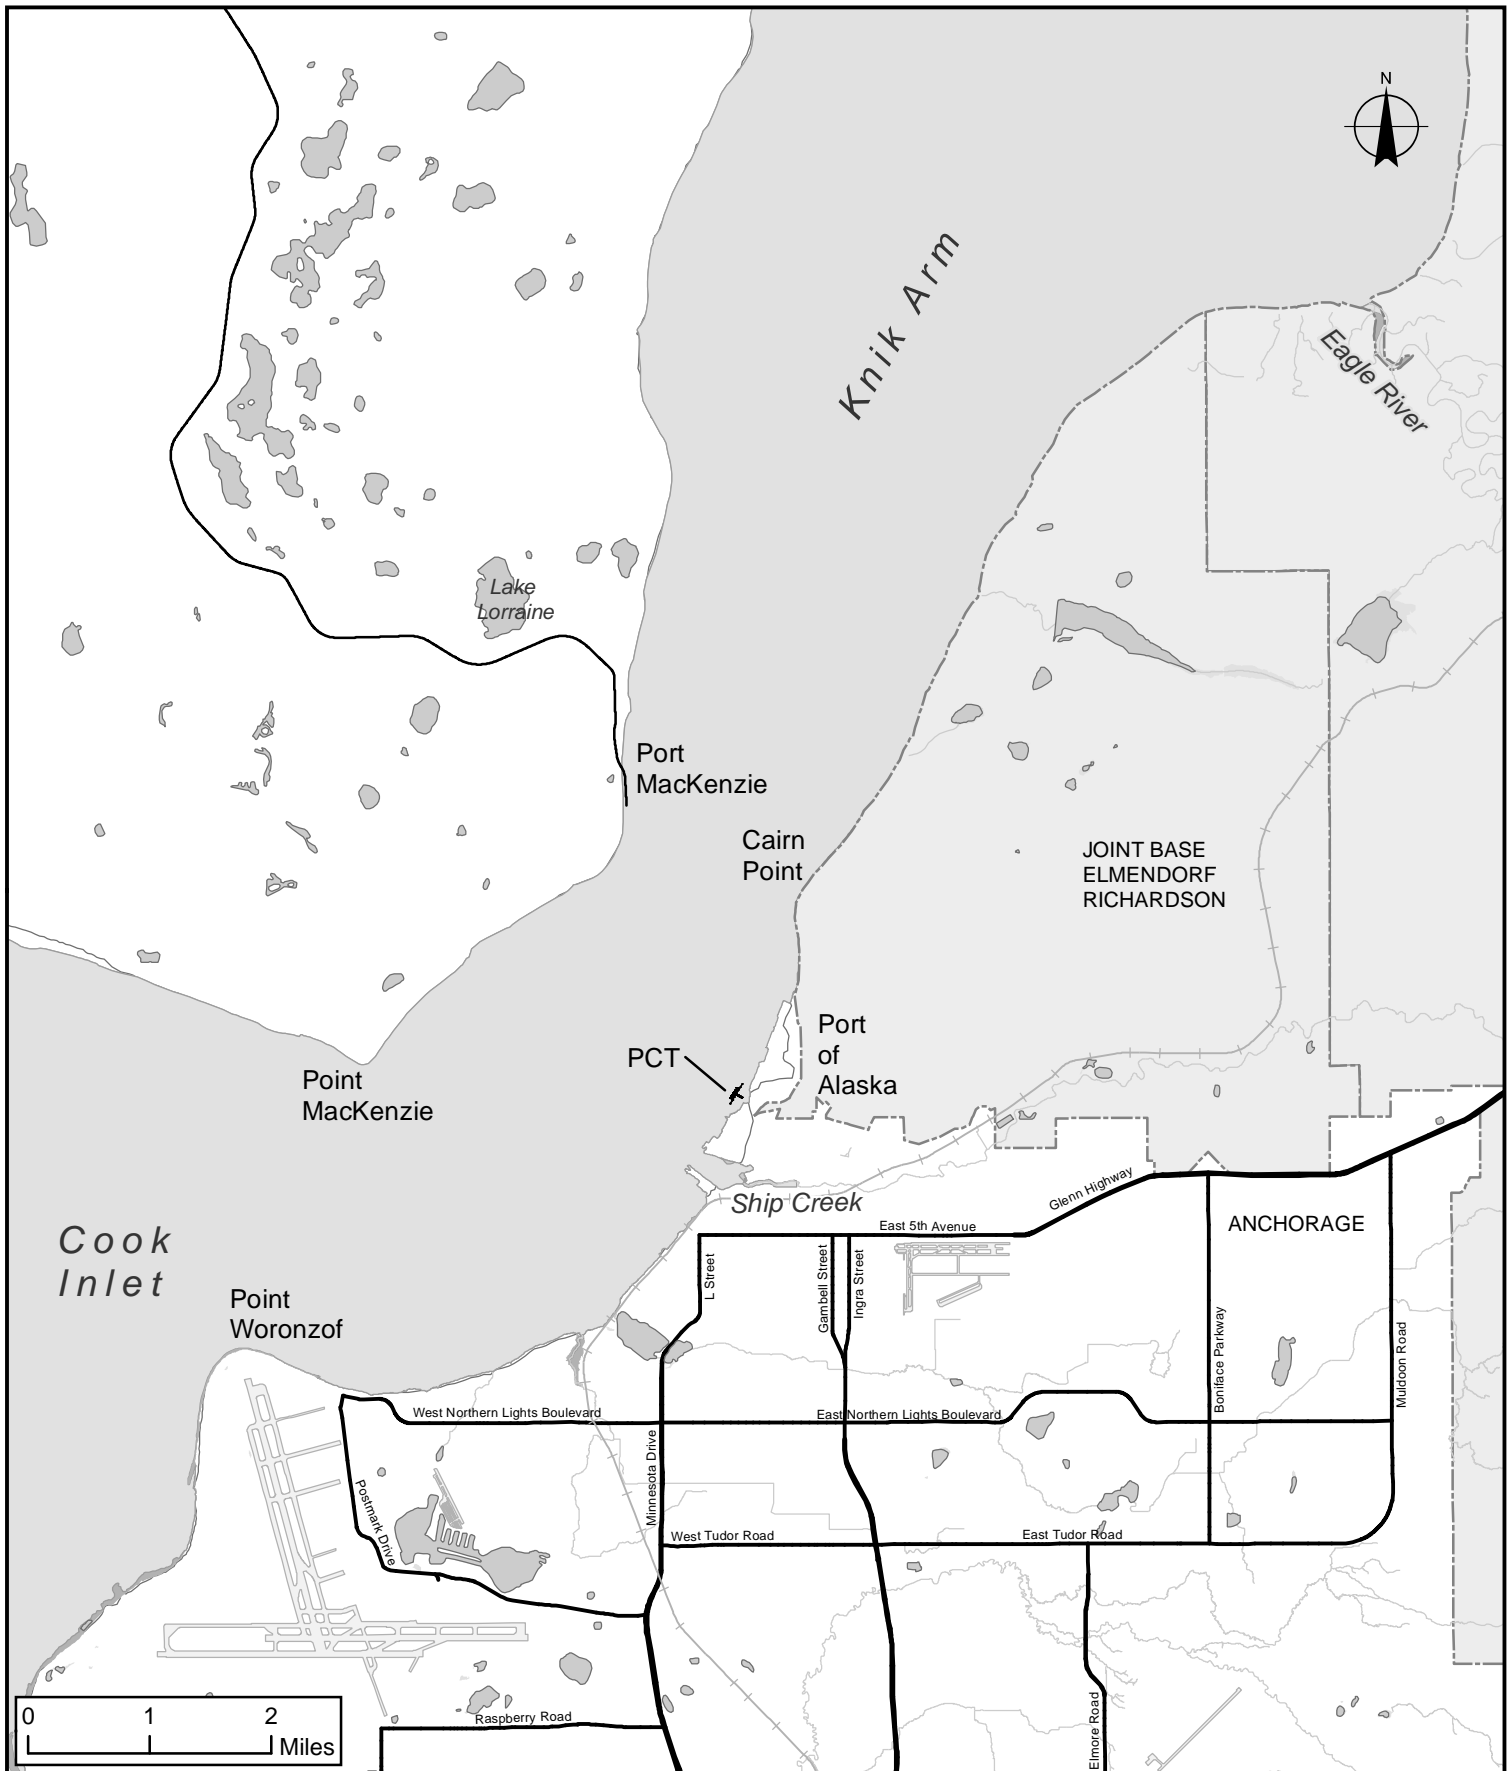 N
Knik Arm
Eagle River
Lake
Lorraine
Port
MacKenzie
Cairn
Point
JOINT BASE
ELMENDORF
RICHARDSON
Port
of
Alaska
PCT
Point
MacKenzie
Ship Creek
Glenn Highway
East 5th Avenue
ANCHORAGE
Cook
Inlet
L Street
Gambell Street
Ingra Street
Point
Woronzof
Boniface Parkway
Muldoon Road
West Northern Lights Boulevard
East Northern Lights Boulevard
Minnesota Drive
Postmark Drive
West Tudor Road
East Tudor Road
Elmore Road
Raspberry Road
0 1 2
Miles